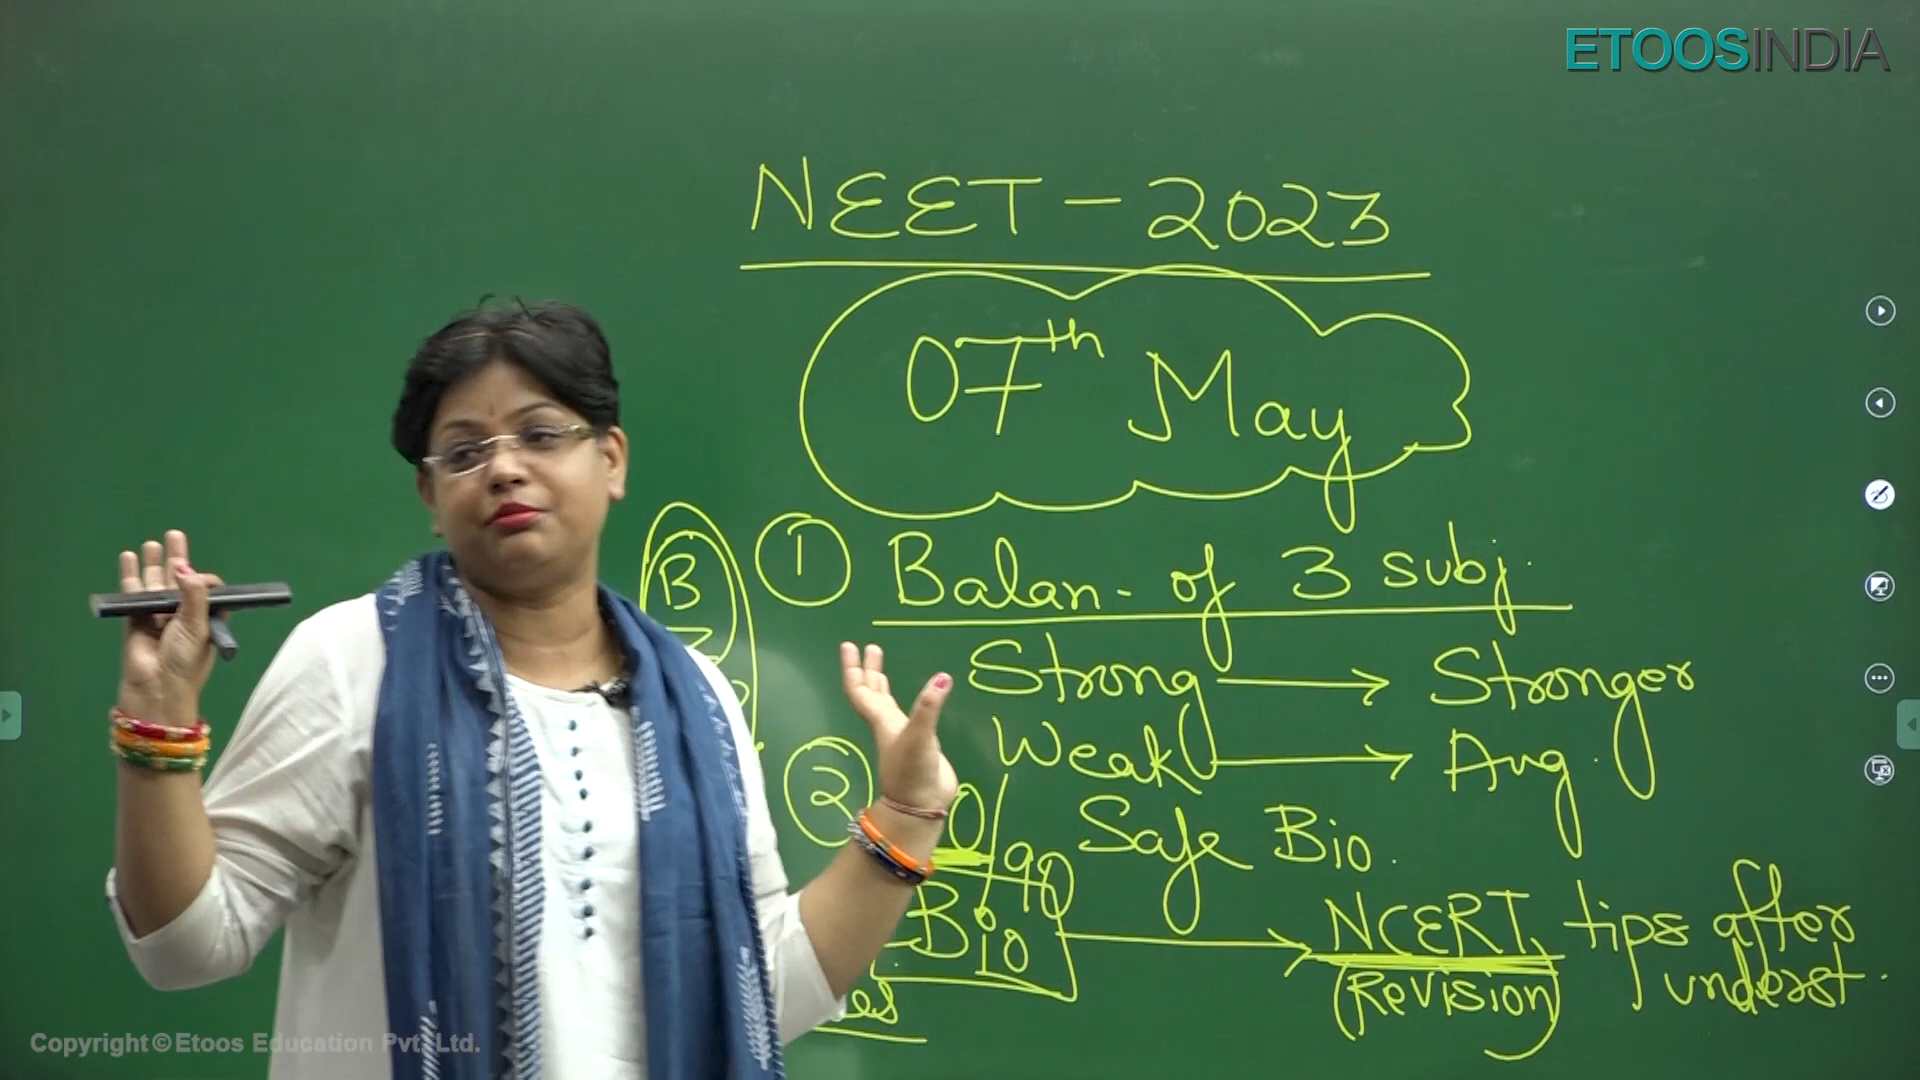 ETOOSINDIA
NEET-2023
07th May
B
① Balan- of 3 subj.
Strong → Stronger
Weak → Avg.
② Safe Bio.
Bio → NCERT tips after
(Revision) underst.
Copyright © Etoos Education Pvt. Ltd.